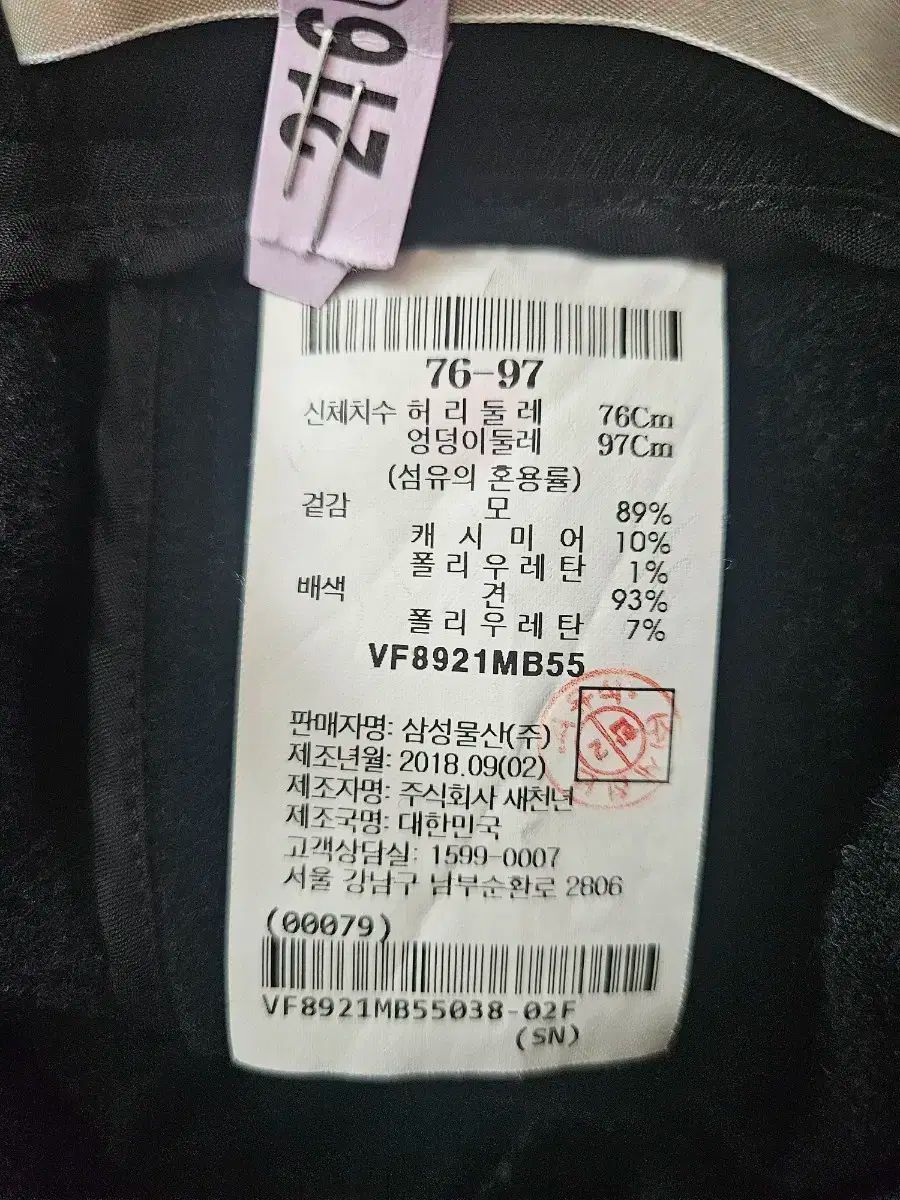 2160
76-97
신체치수 허리둘레 76Cm
엉덩이둘레 97Cm
(섬유의 혼용률)
겉감 모 89%
캐시미어 10%
폴리우레탄 1%
배색 견 93%
폴리우레탄 7%
VF8921MB55
판매자명: 삼성물산(주)
제조년월: 2018.09(02)
제조자명: 주식회사 새천년
제조국명: 대한민국
고객상담실: 1599-0007
서울 강남구 남부순환로 2806
(00079)
VF8921MB55038-02F
(SN)